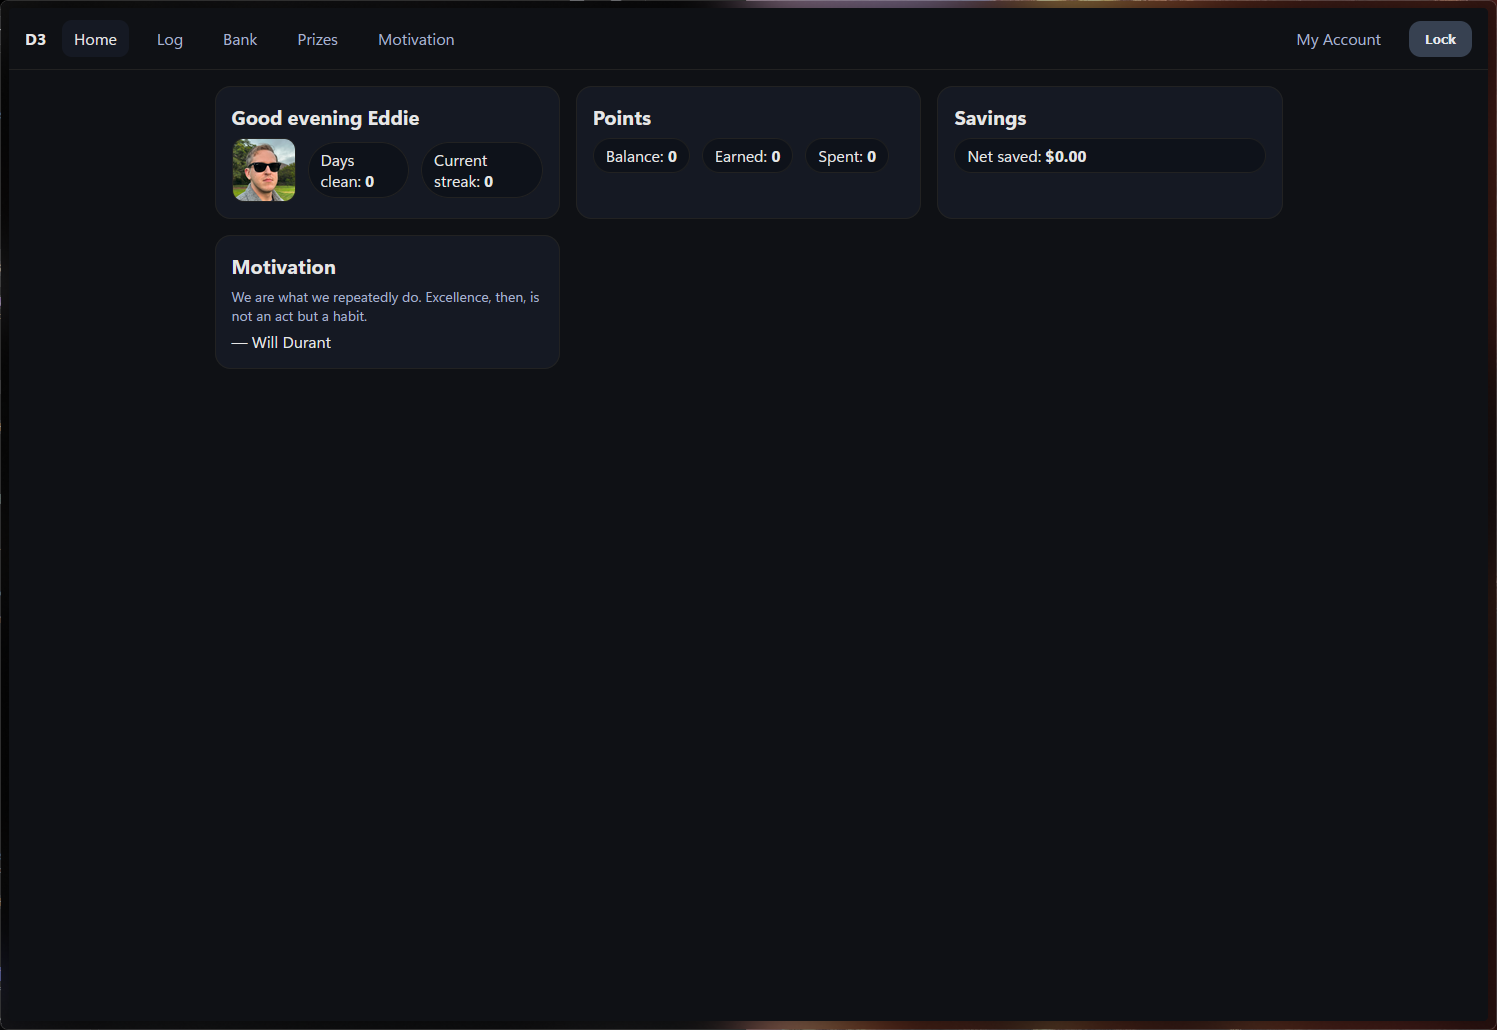 D3 Home Log Bank Prizes Motivation My Account Lock
Good evening Eddie
Days
clean: 0
Current
streak: 0
Points
Balance: 0 Earned: 0 Spent: 0
Savings
Net saved: $0.00
Motivation
We are what we repeatedly do. Excellence, then, is
not an act but a habit.
— Will Durant